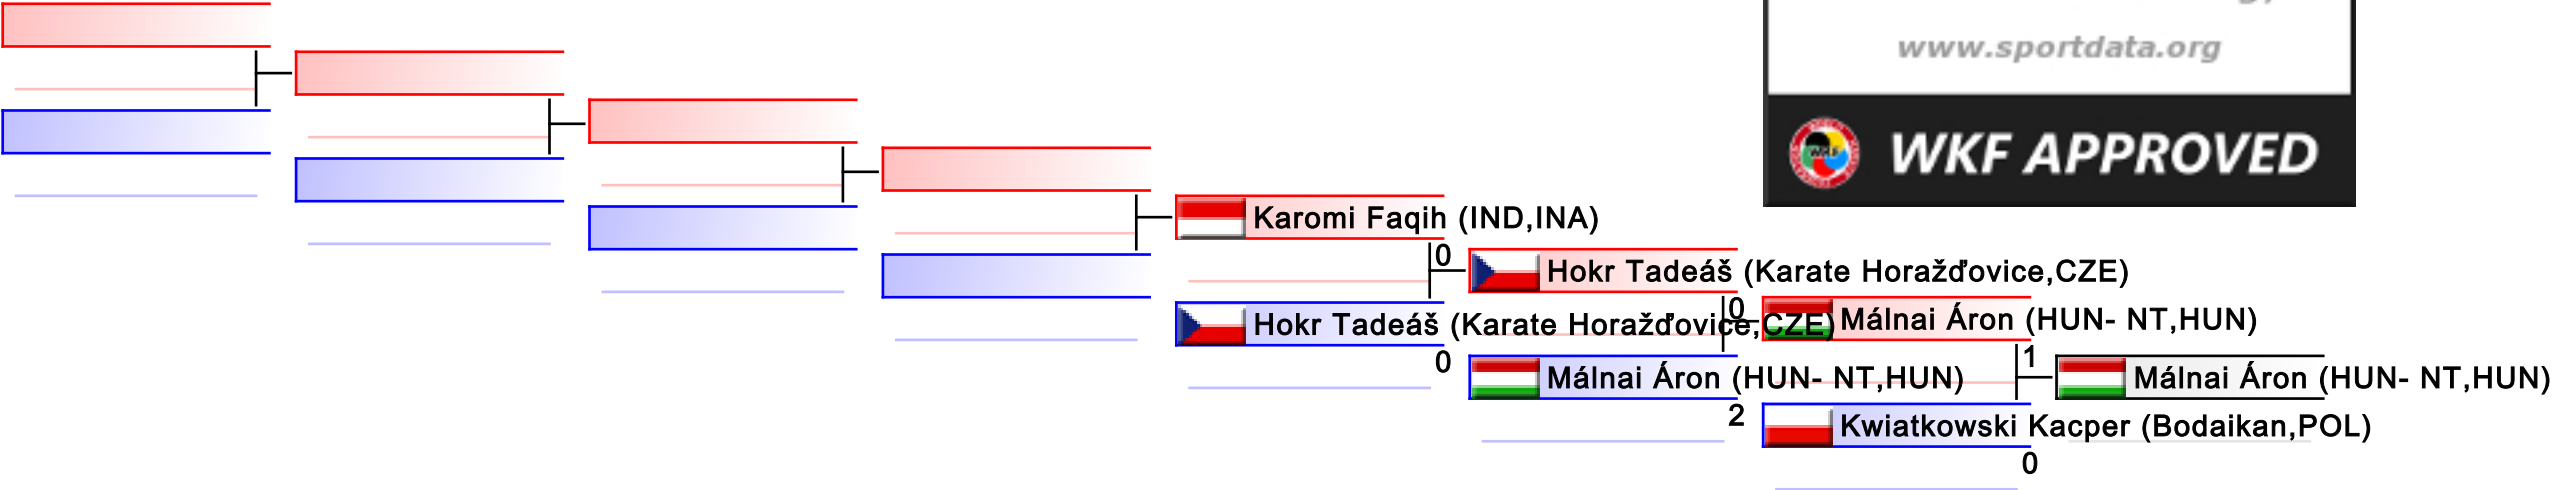 www.sportdata.org
WKF APPROVED
Karomi Faqih (IND,INA)
0
Hokr Tadeáš (Karate Horažďovice,CZE)
0
Málnai Áron (HUN- NT,HUN)
Hokr Tadeáš (Karate Horažďovice,CZE)
0
1
Málnai Áron (HUN- NT,HUN)
Málnai Áron (HUN- NT,HUN)
2
Kwiatkowski Kacper (Bodaikan,POL)
0